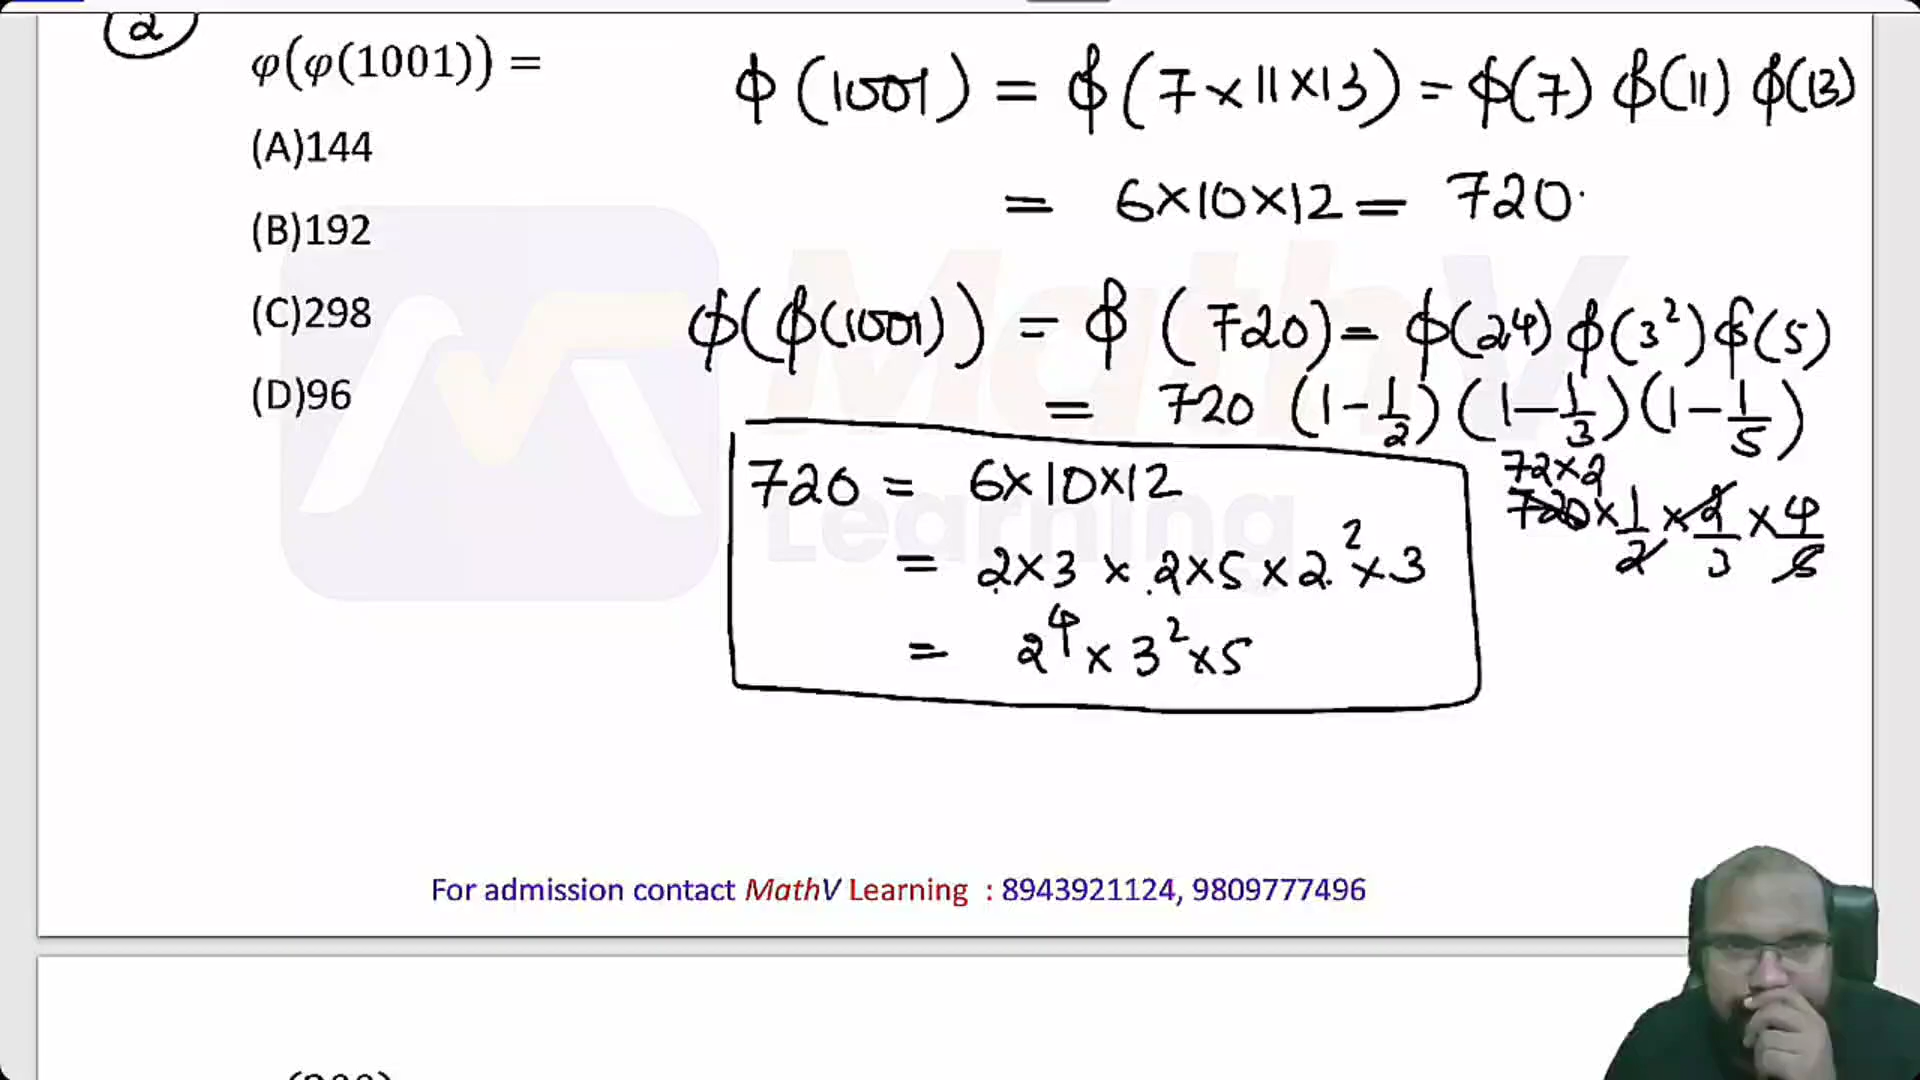 2
φ(φ(1001)) =
(A)144
(B)192
(C)298
(D)96
ϕ(1001) = ϕ(7×11×13) = ϕ(7) ϕ(11) ϕ(13)
= 6×10×12 = 720
ϕ(ϕ(1001)) = ϕ(720) = ϕ(2⁴) ϕ(3²) ϕ(5)
= 720 (1-1/2)(1-1/3)(1-1/5)
72×2
720×1/2×2/3×4/5
720 = 6×10×12
= 2×3 × 2×5 × 2²×3
= 2⁴×3²×5
MathV
Learning
For admission contact MathV Learning : 8943921124, 9809777496